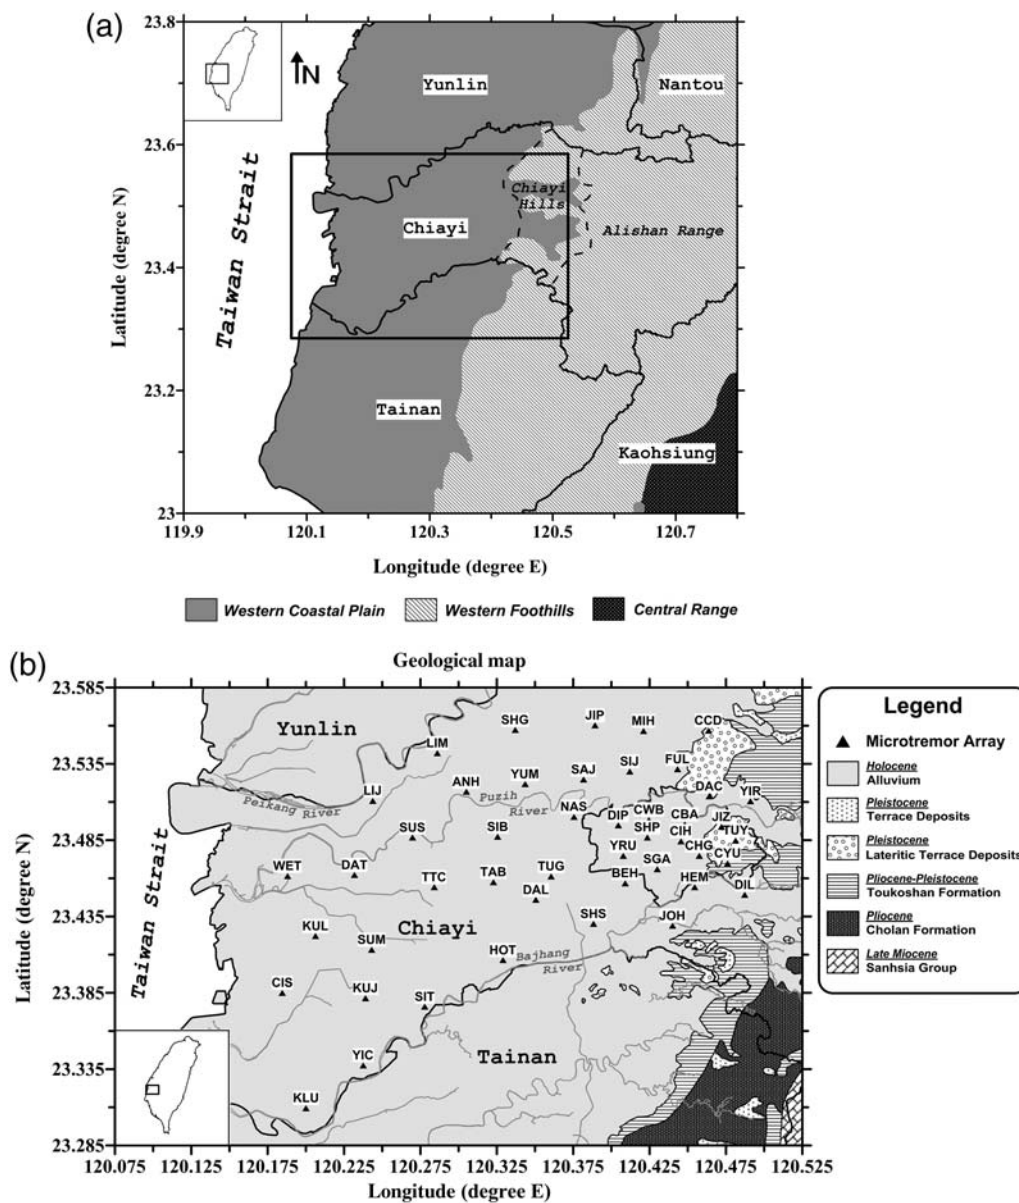 (a)
23.8
23.6
23.4
23.2
23
Latitude (degree N)
N
Yunlin
Nantou
Taiwan Strait
Chiayi
Hills
Chiayi
Alishan Range
Tainan
Kaohsiung
119.9 120.1 120.3 120.5 120.7
Longitude (degree E)
Western Coastal Plain Western Foothills Central Range
(b)
Geological map
23.585
23.535
23.485
23.435
23.385
23.335
23.285
Latitude (degree N)
Yunlin
SHG JIP MIH CCD
LIM
SIJ FUL
ANH YUM SAJ
LIJ
DAC YIR
Peikang River
Puzih
River
NAS
DIP CWB CBA JIZ
SUS SIB
SHP CIH TUY
YRU SGA CHG CYU
WET DAT
TTC TAB TUG
DAL
BEH HEM DIL
Taiwan Strait
KUL
Chiayi
SHS JOH
SUM
HOT
Bajhang
River
CIS KUJ SIT
YIC
Tainan
KLU
120.075 120.125 120.175 120.225 120.275 120.325 120.375 120.425 120.475 120.525
Longitude (degree E)
Legend
Microtremor Array
Holocene
Alluvium
Pleistocene
Terrace Deposits
Pleistocene
Lateritic Terrace Deposits
Pliocene-Pleistocene
Toukoshan Formation
Pliocene
Cholan Formation
Late Miocene
Sanhsia Group